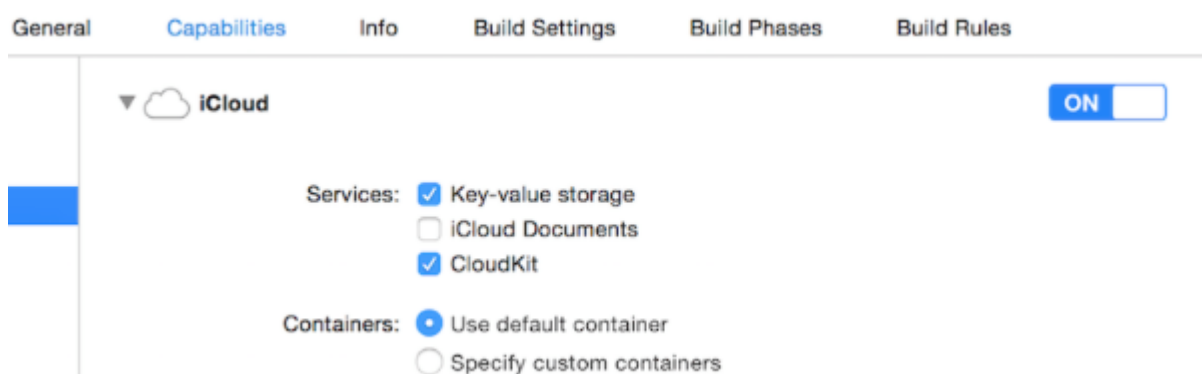 General Capabilities Info Build Settings Build Phases Build Rules
iCloud ON
Services: Key-value storage
iCloud Documents
CloudKit
Containers: Use default container
Specify custom containers